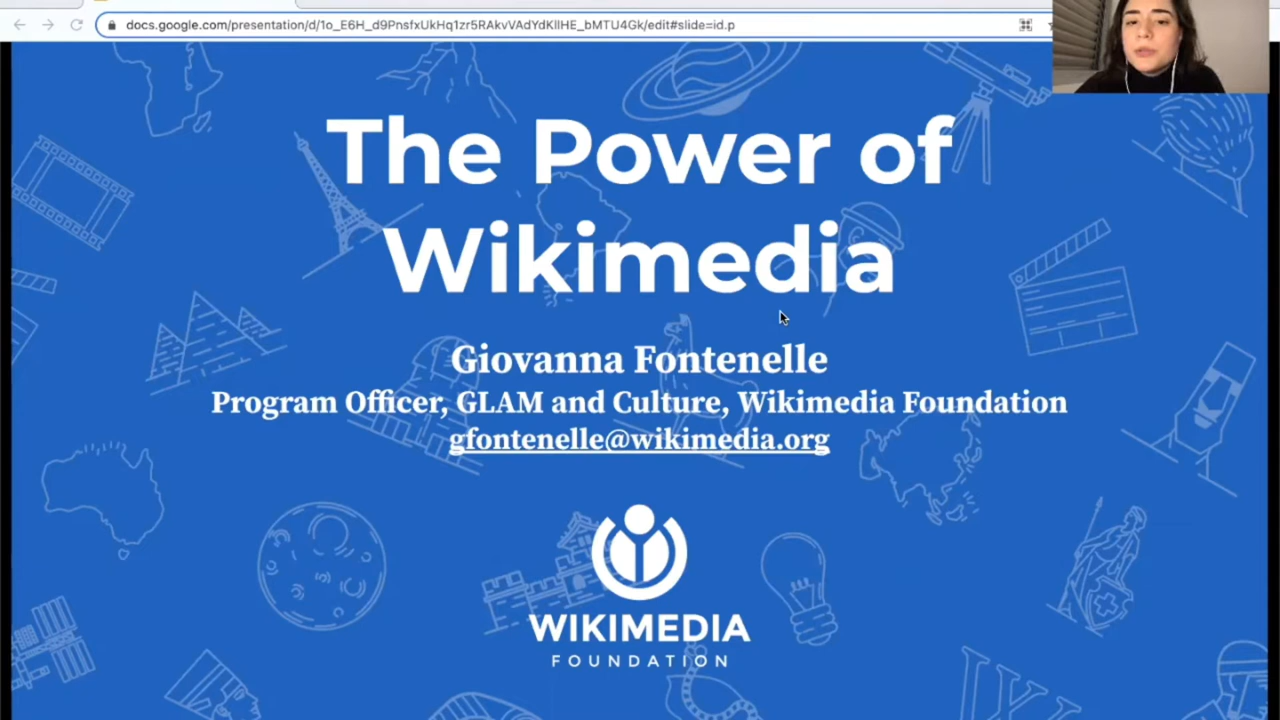 docs.google.com/presentation/d/1o_E6H_d9PnsfxUkHq1zr5RAkvVAdYdKllHE_bMTU4Gk/edit#slide=id.p
The Power of
Wikimedia
Giovanna Fontenelle
Program Officer, GLAM and Culture, Wikimedia Foundation
gfontenelle@wikimedia.org
WIKIMEDIA
FOUNDATION